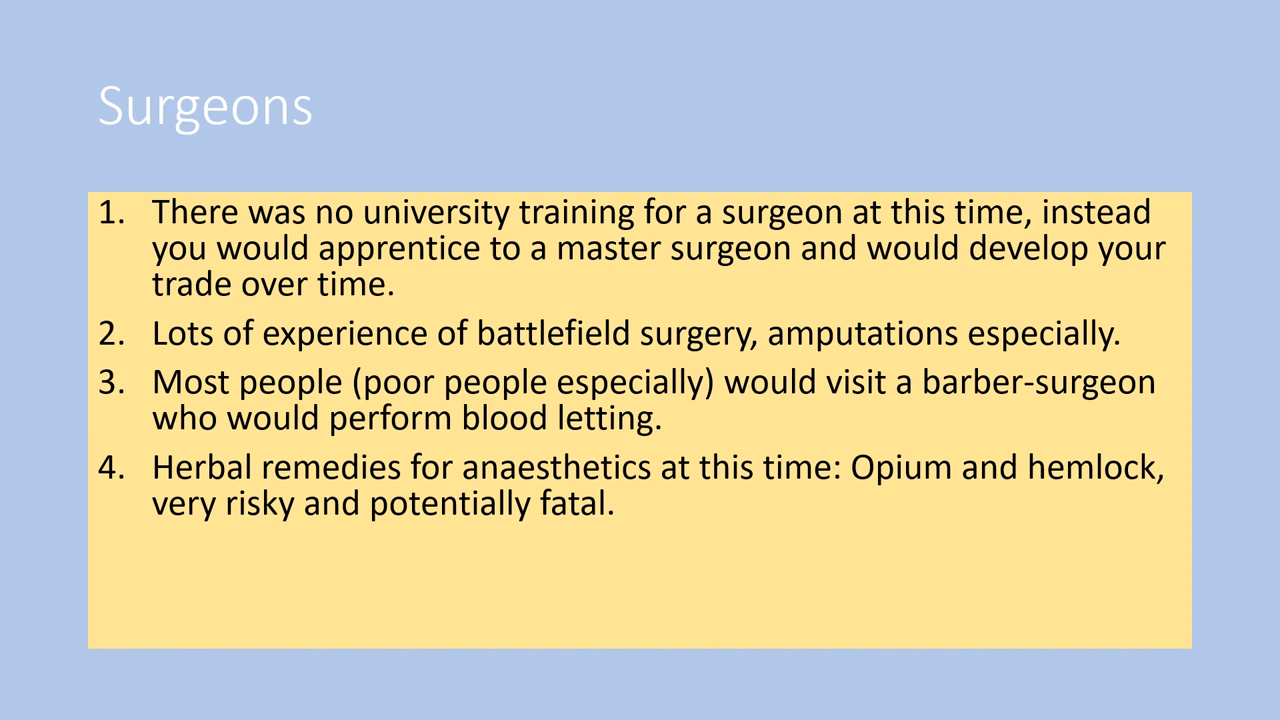 Surgeons
1. There was no university training for a surgeon at this time, instead
you would apprentice to a master surgeon and would develop your
trade over time.
2. Lots of experience of battlefield surgery, amputations especially.
3. Most people (poor people especially) would visit a barber-surgeon
who would perform blood letting.
4. Herbal remedies for anaesthetics at this time: Opium and hemlock,
very risky and potentially fatal.